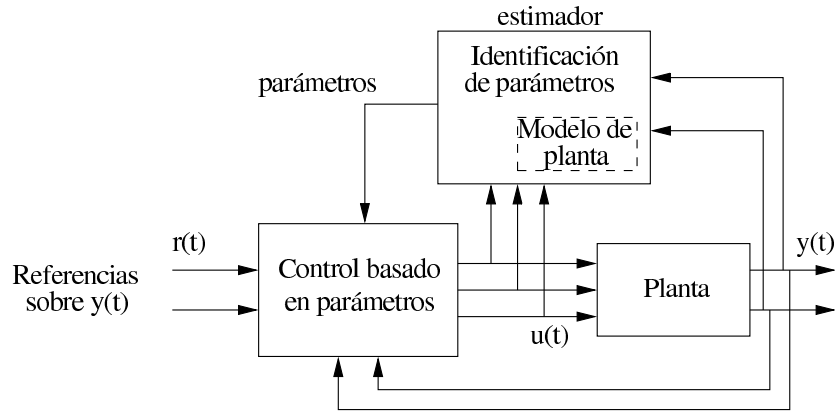 estimador
Identificación
de parámetros
parámetros
Modelo de
planta
r(t)
y(t)
Referencias
sobre y(t)
Control basado
en parámetros
Planta
u(t)